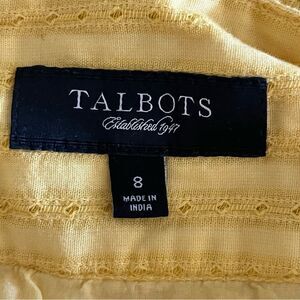 TALBOTS
Established 1947
8
MADE IN
INDIA